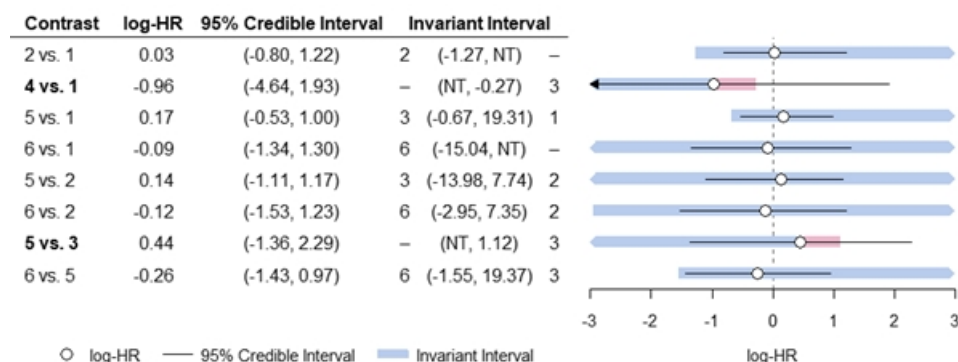 Contrast log-HR 95% Credible Interval Invariant Interval
2 vs. 1 0.03 (-0.80, 1.22) 2 (-1.27, NT) –
4 vs. 1 -0.96 (-4.64, 1.93) – (NT, -0.27) 3
5 vs. 1 0.17 (-0.53, 1.00) 3 (-0.67, 19.31) 1
6 vs. 1 -0.09 (-1.34, 1.30) 6 (-15.04, NT) –
5 vs. 2 0.14 (-1.11, 1.17) 3 (-13.98, 7.74) 2
6 vs. 2 -0.12 (-1.53, 1.23) 6 (-2.95, 7.35) 2
5 vs. 3 0.44 (-1.36, 2.29) – (NT, 1.12) 3
6 vs. 5 -0.26 (-1.43, 0.97) 6 (-1.55, 19.37) 3
-3 -2 -1 0 1 2 3
log-HR 95% Credible Interval Invariant Interval log-HR